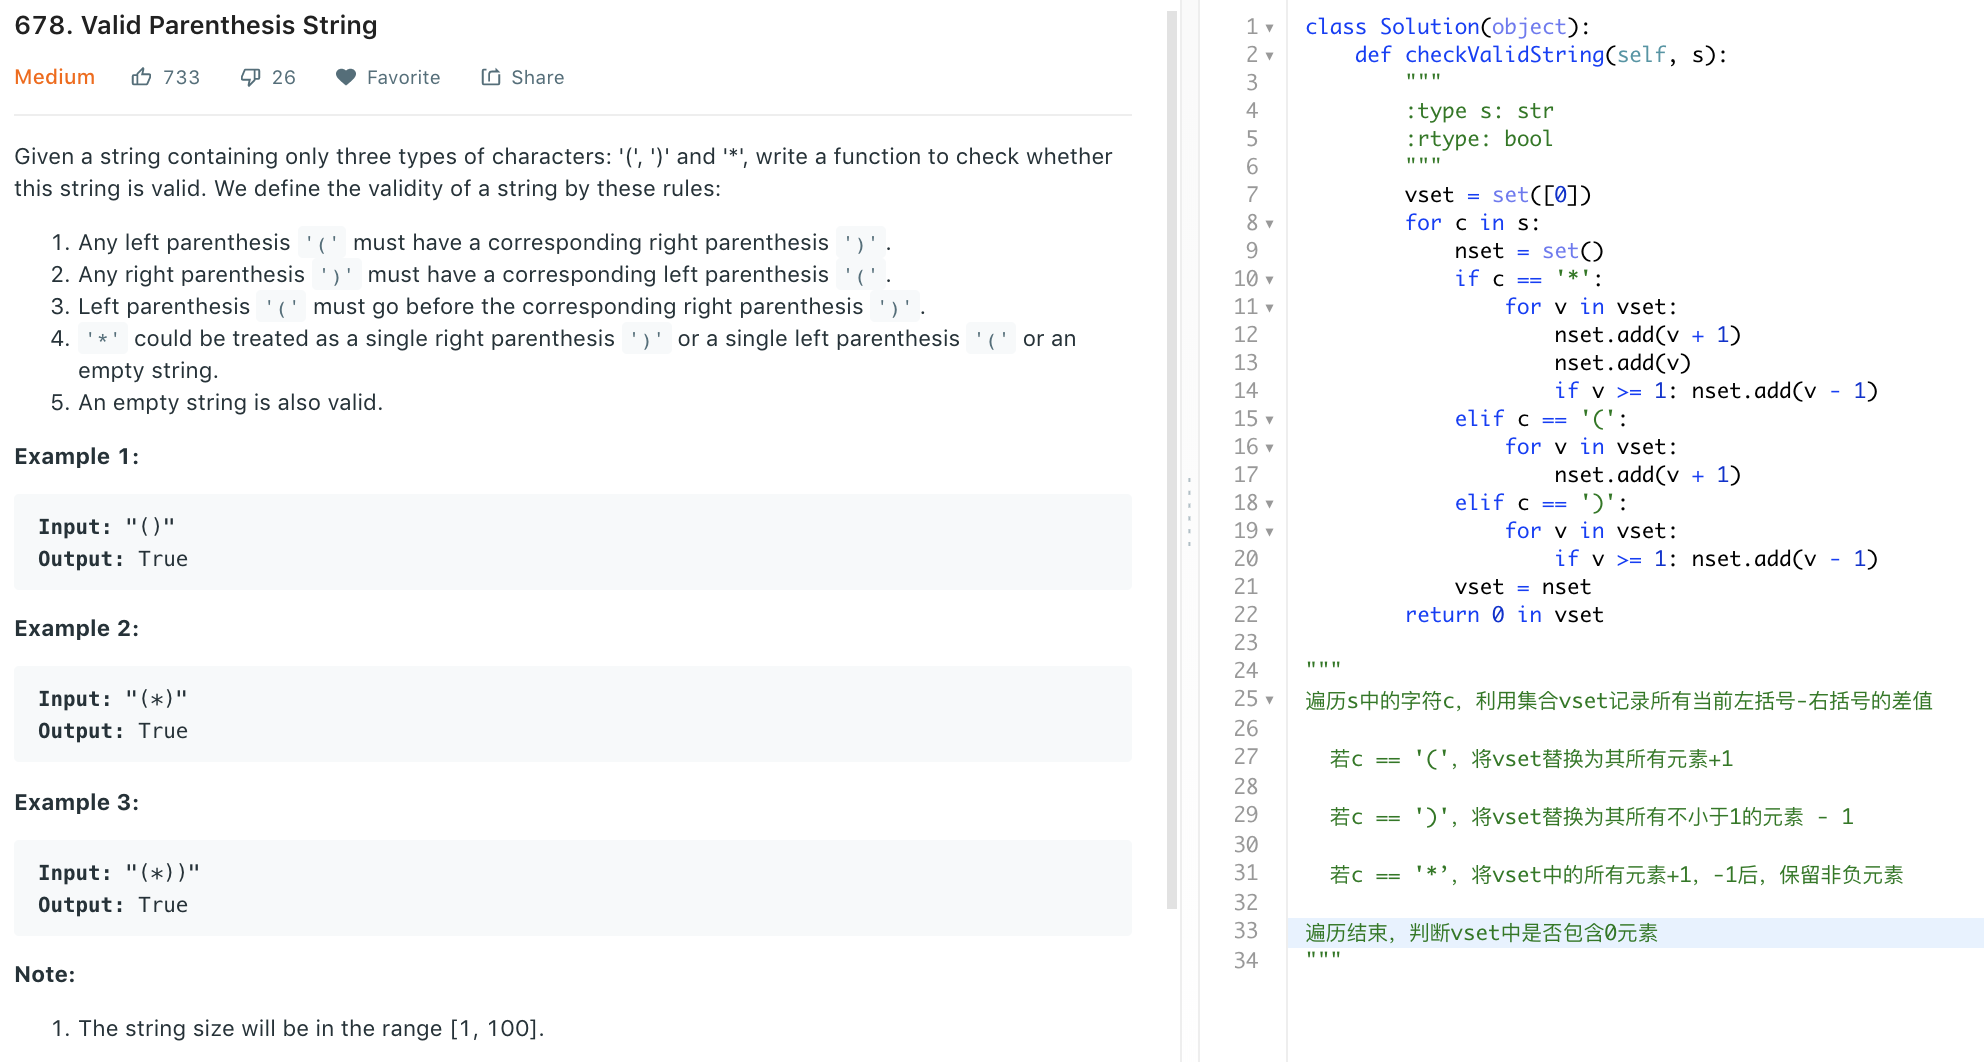 678. Valid Parenthesis String
Medium 733 26 Favorite Share
Given a string containing only three types of characters: '(', ')' and '*', write a function to check whether
this string is valid. We define the validity of a string by these rules:
1. Any left parenthesis '(' must have a corresponding right parenthesis ')'.
2. Any right parenthesis ')' must have a corresponding left parenthesis '('.
3. Left parenthesis '(' must go before the corresponding right parenthesis ')'.
4. '*' could be treated as a single right parenthesis ')' or a single left parenthesis '(' or an
empty string.
5. An empty string is also valid.
Example 1:
Input: "()"
Output: True
Example 2:
Input: "(*)"
Output: True
Example 3:
Input: "(*))"
Output: True
Note:
1. The string size will be in the range [1, 100].
1 class Solution(object):
2     def checkValidString(self, s):
3         """
4         :type s: str
5         :rtype: bool
6         """
7         vset = set([0])
8         for c in s:
9             nset = set()
10             if c == '*':
11                 for v in vset:
12                     nset.add(v + 1)
13                     nset.add(v)
14                     if v >= 1: nset.add(v - 1)
15             elif c == '(':
16                 for v in vset:
17                     nset.add(v + 1)
18             elif c == ')':
19                 for v in vset:
20                     if v >= 1: nset.add(v - 1)
21             vset = nset
22         return 0 in vset
23
24 """
25 遍历s中的字符c，利用集合vset记录所有当前左括号-右括号的差值
26
27   若c == '('，将vset替换为其所有元素+1
28
29   若c == ')'，将vset替换为其所有不小于1的元素 - 1
30
31   若c == '*’，将vset中的所有元素+1，-1后，保留非负元素
32
33 遍历结束，判断vset中是否包含0元素
34 """